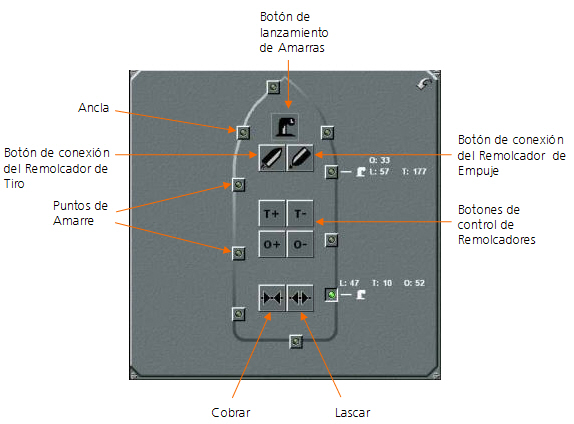 Botón de
lanzamiento
de Amarras
Ancla
Botón de conexión
del Remolcador de
Tiro
Botón de conexión
del Remolcador de
Empuje
O: 33
L: 57 T: 177
Puntos de
Amarre
T+ T-
O+ O-
Botones de
control de
Remolcadores
L: 47 T: 10 O: 52
Cobrar
Lascar